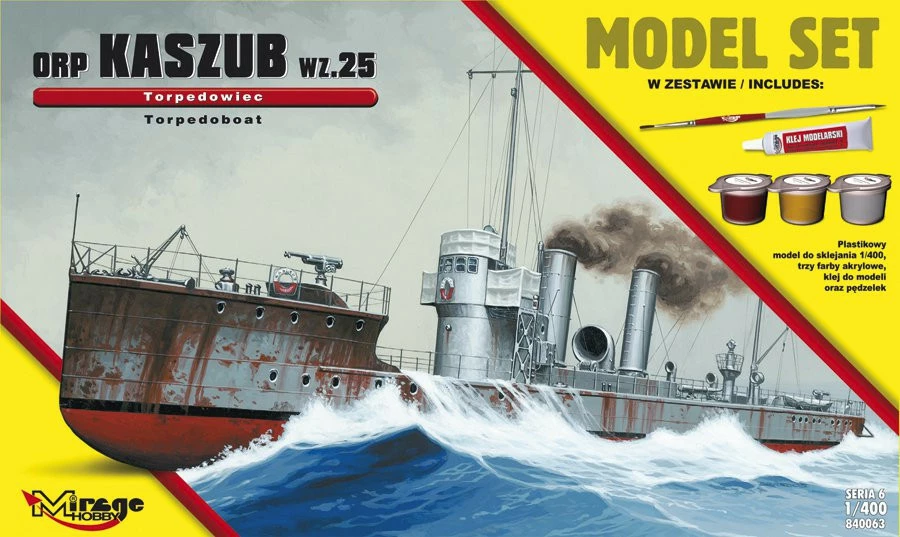 ORP KASZUB wz.25
Torpedowiec
Torpedoboat
MODEL SET
W ZESTAWIE / INCLUDES:
KLEJ MODELARSKI
Plastikowy
model do sklejania 1/400,
trzy farby akrylowe,
klej do modeli
oraz pędzelek
Mirage
HOBBY
SERIA 6
1/400
840063